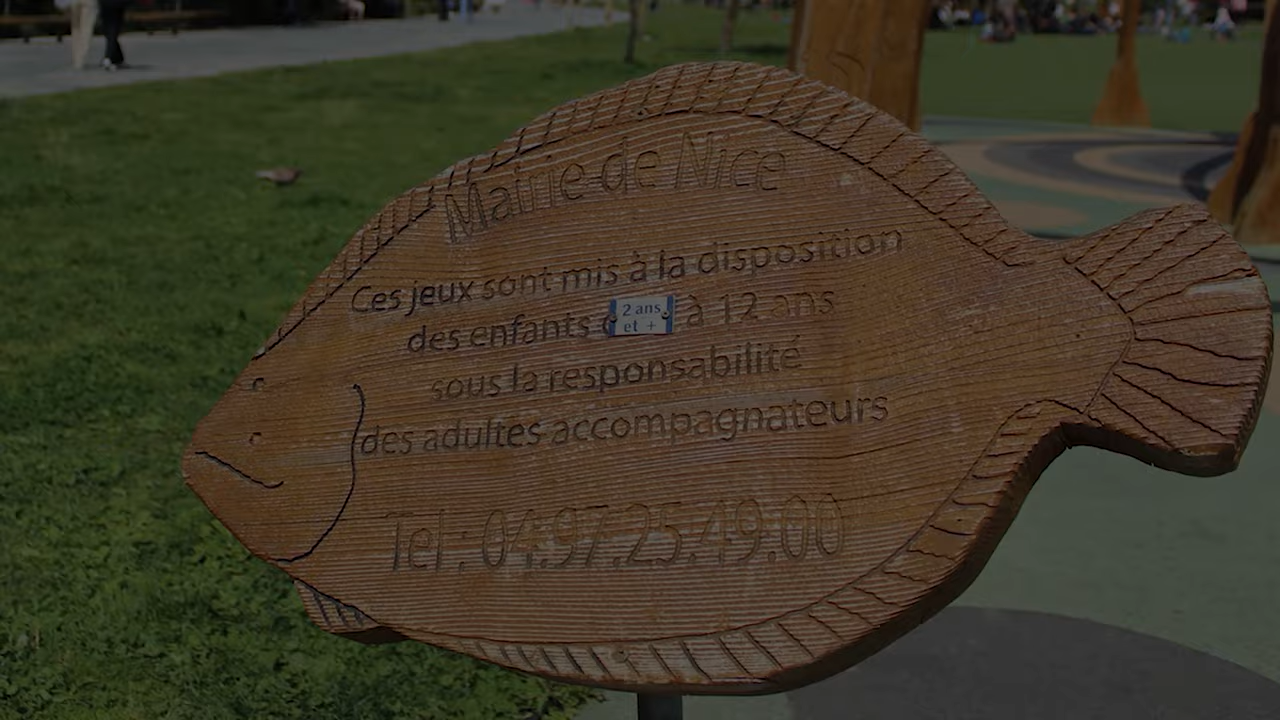 Mairie de Nice
Ces jeux sont mis à la disposition
des enfants à 12 ans
2 ans
et +
sous la responsabilité
des adultes accompagnateurs
Tel : 04.97.25.49.00